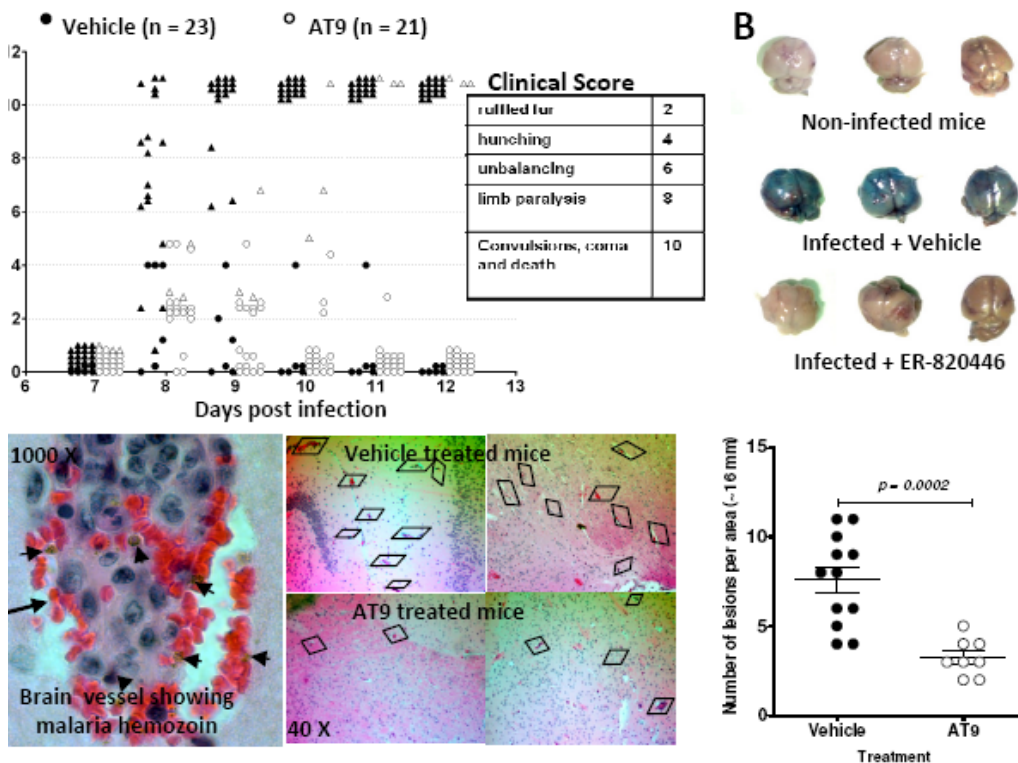 Vehicle (n = 23)
AT9 (n = 21)
B
12
10
8
6
4
2
0
6 7 8 9 10 11 12 13
Days post infection
Clinical Score
ruffled fur 2
hunching 4
unbalancing 6
limb paralysis 8
Convulsions, coma and death 10
Non-infected mice
Infected + Vehicle
Infected + ER-820446
1000 X
Brain vessel showing
malaria hemozoin
Vehicle treated mice
AT9 treated mice
40 X
Number of lesions per area (~16 mm)
15
10
5
0
p = 0.0002
Vehicle AT9
Treatment